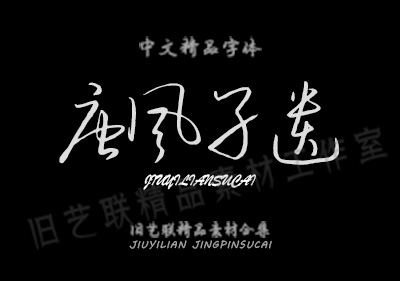 中文精品字体
唐风子遗
JIUYILIANSUCAI
旧艺联精品素材工作室
旧艺联精品素材合集
JIUYILIAN JINGPINSUCAI